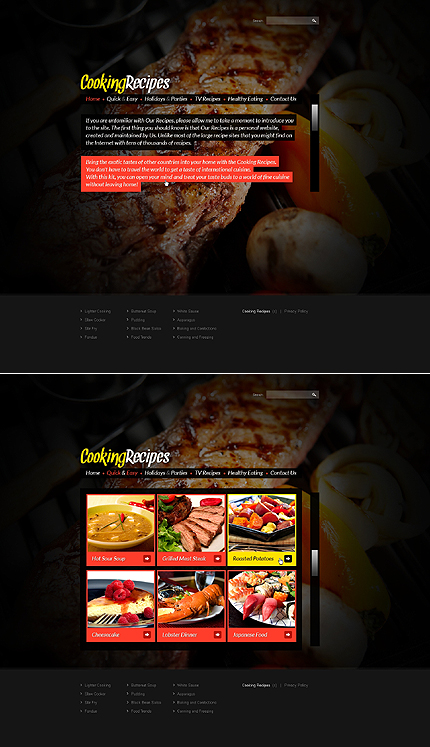 Search:
CookingRecipes
Home • Quick & Easy • Holidays & Parties • TV Recipes • Healthy Eating • Contact Us
If you are unfamiliar with Our Recipes, please allow me to take a moment to introduce you
to the site. The first thing you should know is that Our Recipes is a personal website,
created and maintained by Us. Unlike most of the large recipe sites that you might find on
the Internet with tens of thousands of recipes.
Bring the exotic tastes of other countries into your home with the Cooking Recipes.
You don't have to travel the world to get a taste of international cuisine.
With this kit, you can open your mind and treat your taste buds to a world of fine cuisine
without leaving home!
Lighter Cooking
Butternut Soup
White Sauce
Cooking Recipes (c) | Privacy Policy
Slow Cooker
Pudding
Asparagus
Stir Fry
Black Bean Salsa
Baking and Confections
Fondue
Food Trends
Canning and Freezing
Search:
CookingRecipes
Home • Quick & Easy • Holidays & Parties • TV Recipes • Healthy Eating • Contact Us
Hot Sour Soup
Grilled Meat Steak
Roasted Potatoes
Cheesecake
Lobster Dinner
Japanese Food
Lighter Cooking
Butternut Soup
White Sauce
Cooking Recipes (c) | Privacy Policy
Slow Cooker
Pudding
Asparagus
Stir Fry
Black Bean Salsa
Baking and Confections
Fondue
Food Trends
Canning and Freezing